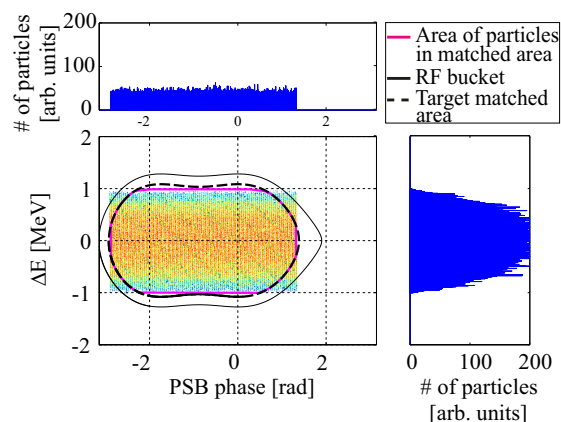 # of particles
[arb. units]
200
100
0
-2
0
2
Area of particles
in matched area
RF bucket
Target matched
area
ΔE [MeV]
2
1
0
-1
-2
-2
0
2
PSB phase [rad]
0
100
200
# of particles
[arb. units]